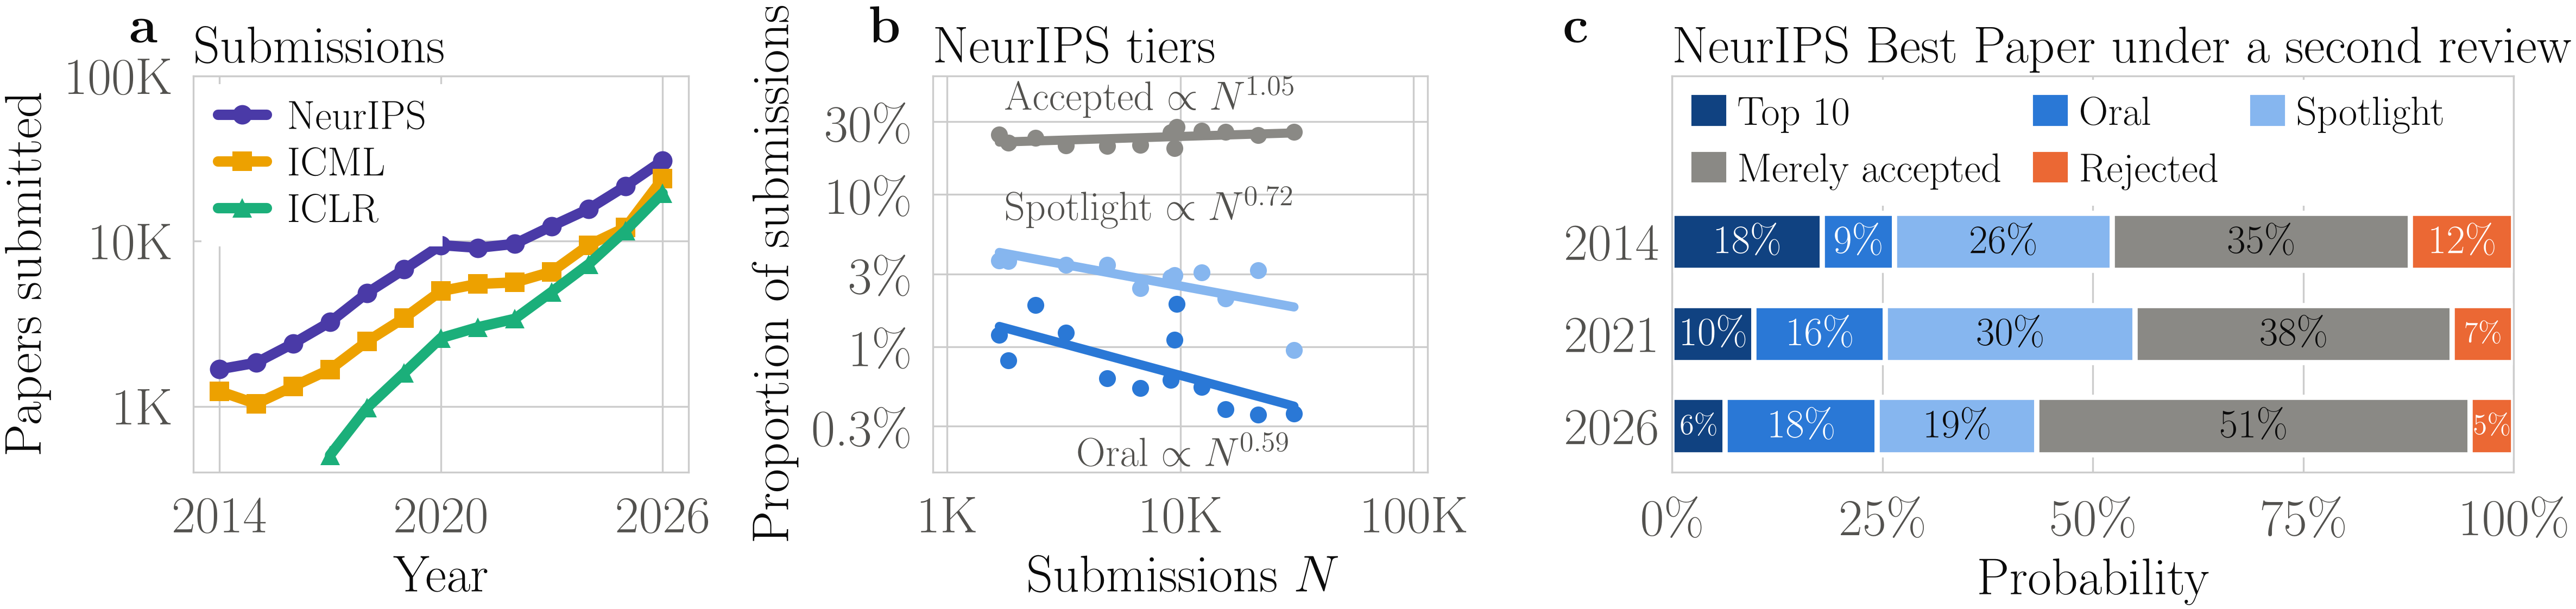 a
Submissions
Papers submitted
100K
10K
1K
NeurIPS
ICML
ICLR
2014 2020 2026
Year
b
NeurIPS tiers
Proportion of submissions
30%
10%
3%
1%
0.3%
Accepted ∝ N^1.05
Spotlight ∝ N^0.72
Oral ∝ N^0.59
1K 10K 100K
Submissions N
c
NeurIPS Best Paper under a second review
Top 10 Oral Spotlight
Merely accepted Rejected
2014 18% 9% 26% 35% 12%
2021 10% 16% 30% 38% 7%
2026 6% 18% 19% 51% 5%
0% 25% 50% 75% 100%
Probability